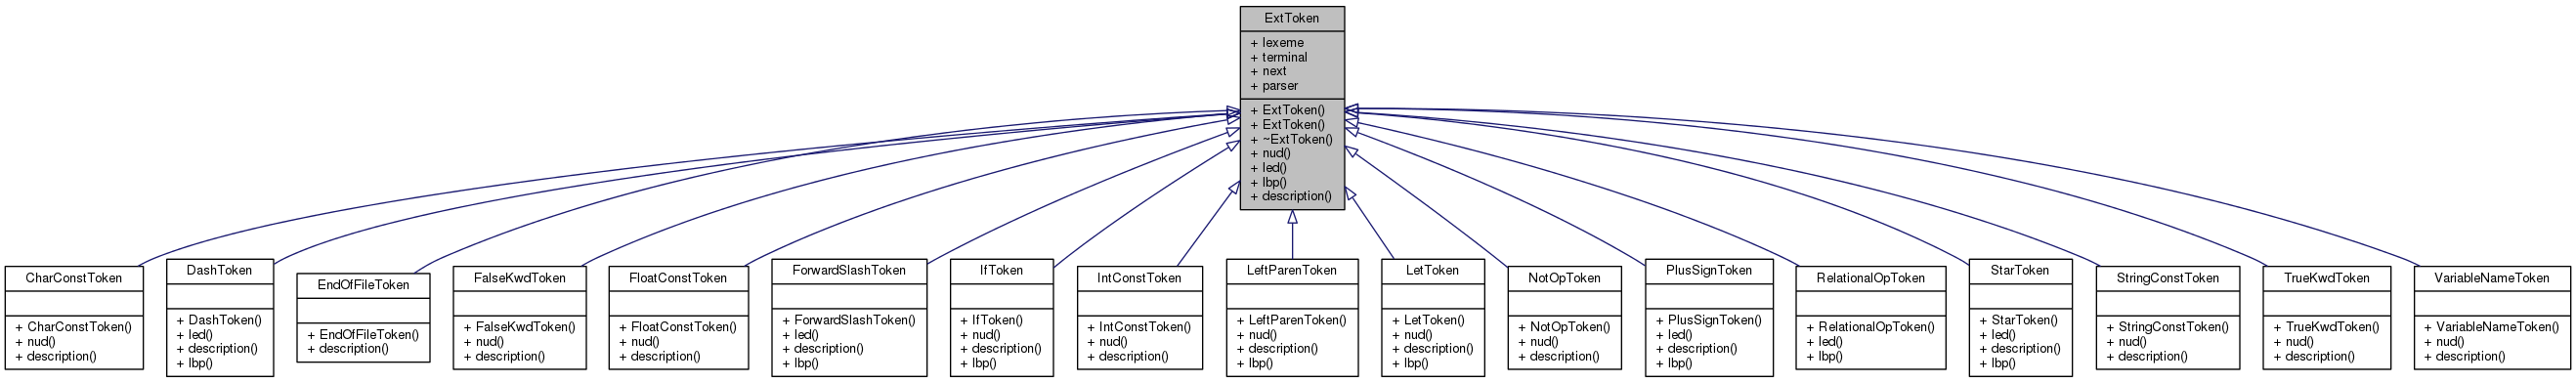 ExtToken
+ lexeme
+ terminal
+ next
+ parser
+ ExtToken()
+ ExtToken()
+ ~ExtToken()
+ nud()
+ led()
+ lbp()
+ description()
CharConstToken
+ CharConstToken()
+ nud()
+ description()
DashToken
+ DashToken()
+ led()
+ description()
+ lbp()
EndOfFileToken
+ EndOfFileToken()
+ description()
FalseKwdToken
+ FalseKwdToken()
+ nud()
+ description()
FloatConstToken
+ FloatConstToken()
+ nud()
+ description()
ForwardSlashToken
+ ForwardSlashToken()
+ led()
+ description()
+ lbp()
IfToken
+ IfToken()
+ nud()
+ description()
+ lbp()
IntConstToken
+ IntConstToken()
+ nud()
+ description()
LeftParenToken
+ LeftParenToken()
+ nud()
+ description()
+ lbp()
LetToken
+ LetToken()
+ nud()
+ description()
+ lbp()
NotOpToken
+ NotOpToken()
+ nud()
+ description()
PlusSignToken
+ PlusSignToken()
+ led()
+ description()
+ lbp()
RelationalOpToken
+ RelationalOpToken()
+ led()
+ lbp()
StarToken
+ StarToken()
+ led()
+ description()
+ lbp()
StringConstToken
+ StringConstToken()
+ nud()
+ description()
TrueKwdToken
+ TrueKwdToken()
+ nud()
+ description()
VariableNameToken
+ VariableNameToken()
+ nud()
+ description()